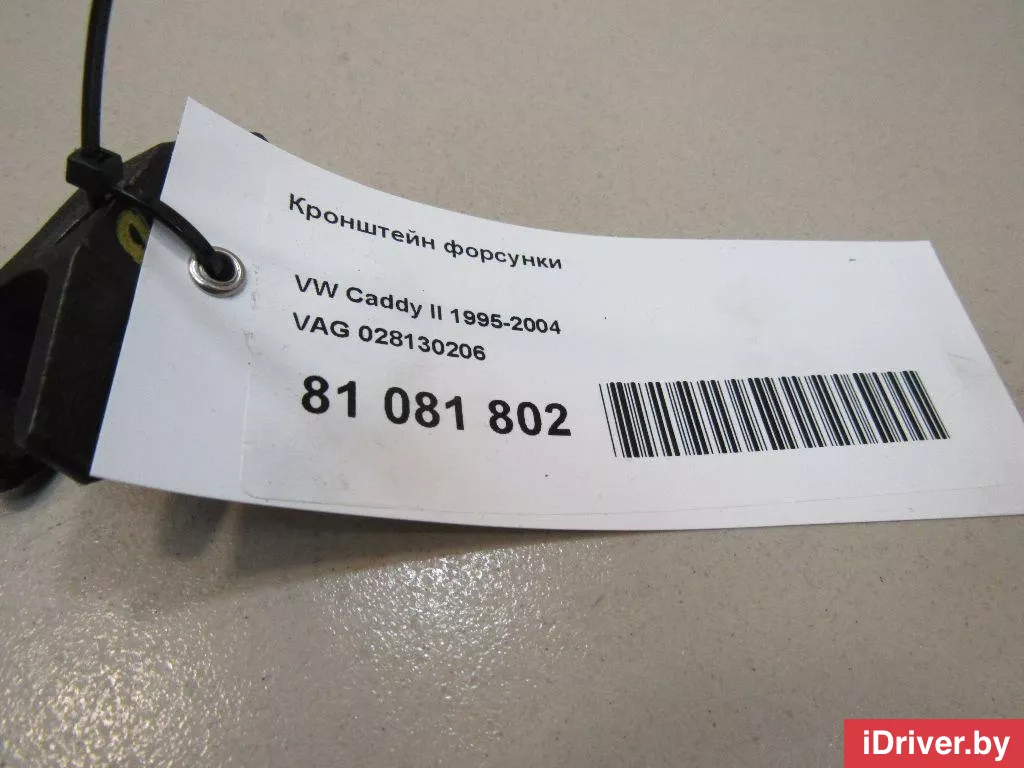 Кронштейн форсунки
VW Caddy II 1995-2004
VAG 028130206
81 081 802
iDriver.by